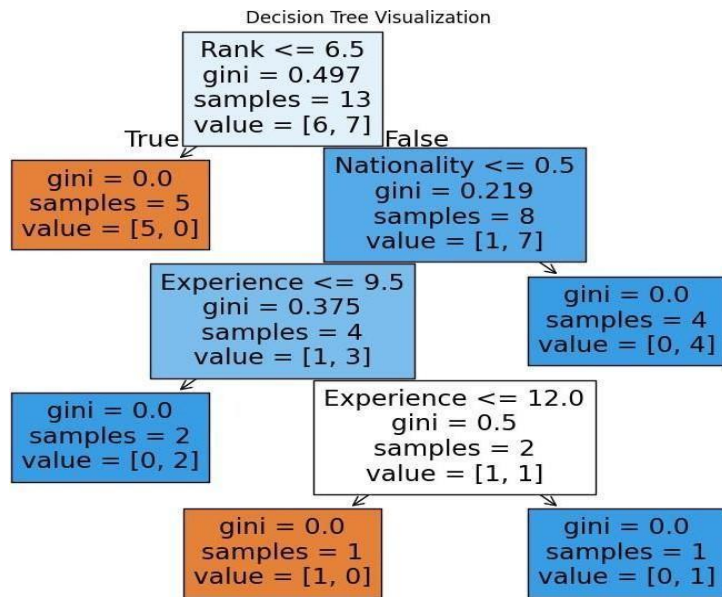 Decision Tree Visualization
Rank <= 6.5
gini = 0.497
samples = 13
value = [6, 7]
True
False
gini = 0.0
samples = 5
value = [5, 0]
Nationality <= 0.5
gini = 0.219
samples = 8
value = [1, 7]
Experience <= 9.5
gini = 0.375
samples = 4
value = [1, 3]
gini = 0.0
samples = 4
value = [0, 4]
gini = 0.0
samples = 2
value = [0, 2]
Experience <= 12.0
gini = 0.5
samples = 2
value = [1, 1]
gini = 0.0
samples = 1
value = [1, 0]
gini = 0.0
samples = 1
value = [0, 1]